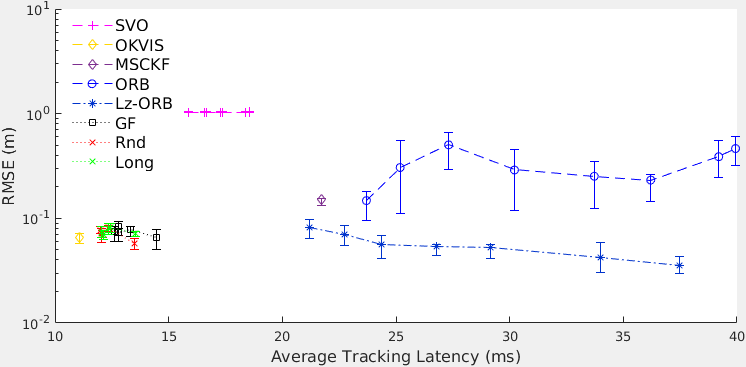 10^1
SVO
OKVIS
MSCKF
ORB
Lz-ORB
GF
Rnd
Long
10^0
10^-1
10^-2
RMSE (m)
10 15 20 25 30 35 40
Average Tracking Latency (ms)